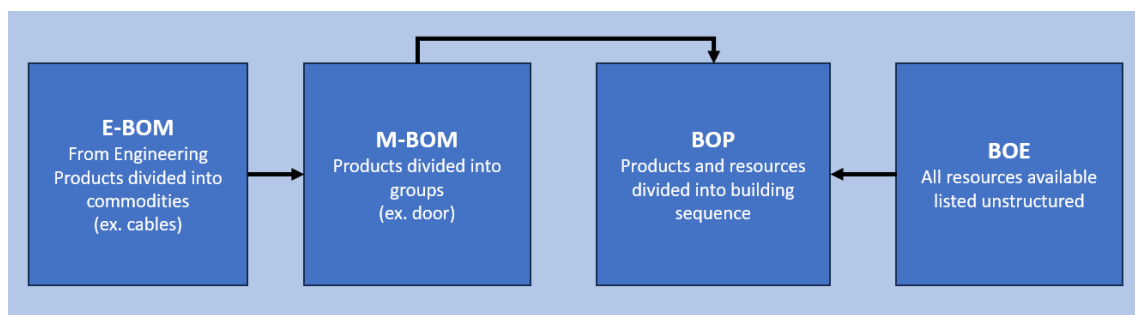 E-BOM
From Engineering
Products divided into
commodities
(ex. cables)
M-BOM
Products divided into
groups
(ex. door)
BOP
Products and resources
divided into building
sequence
BOE
All resources available
listed unstructured